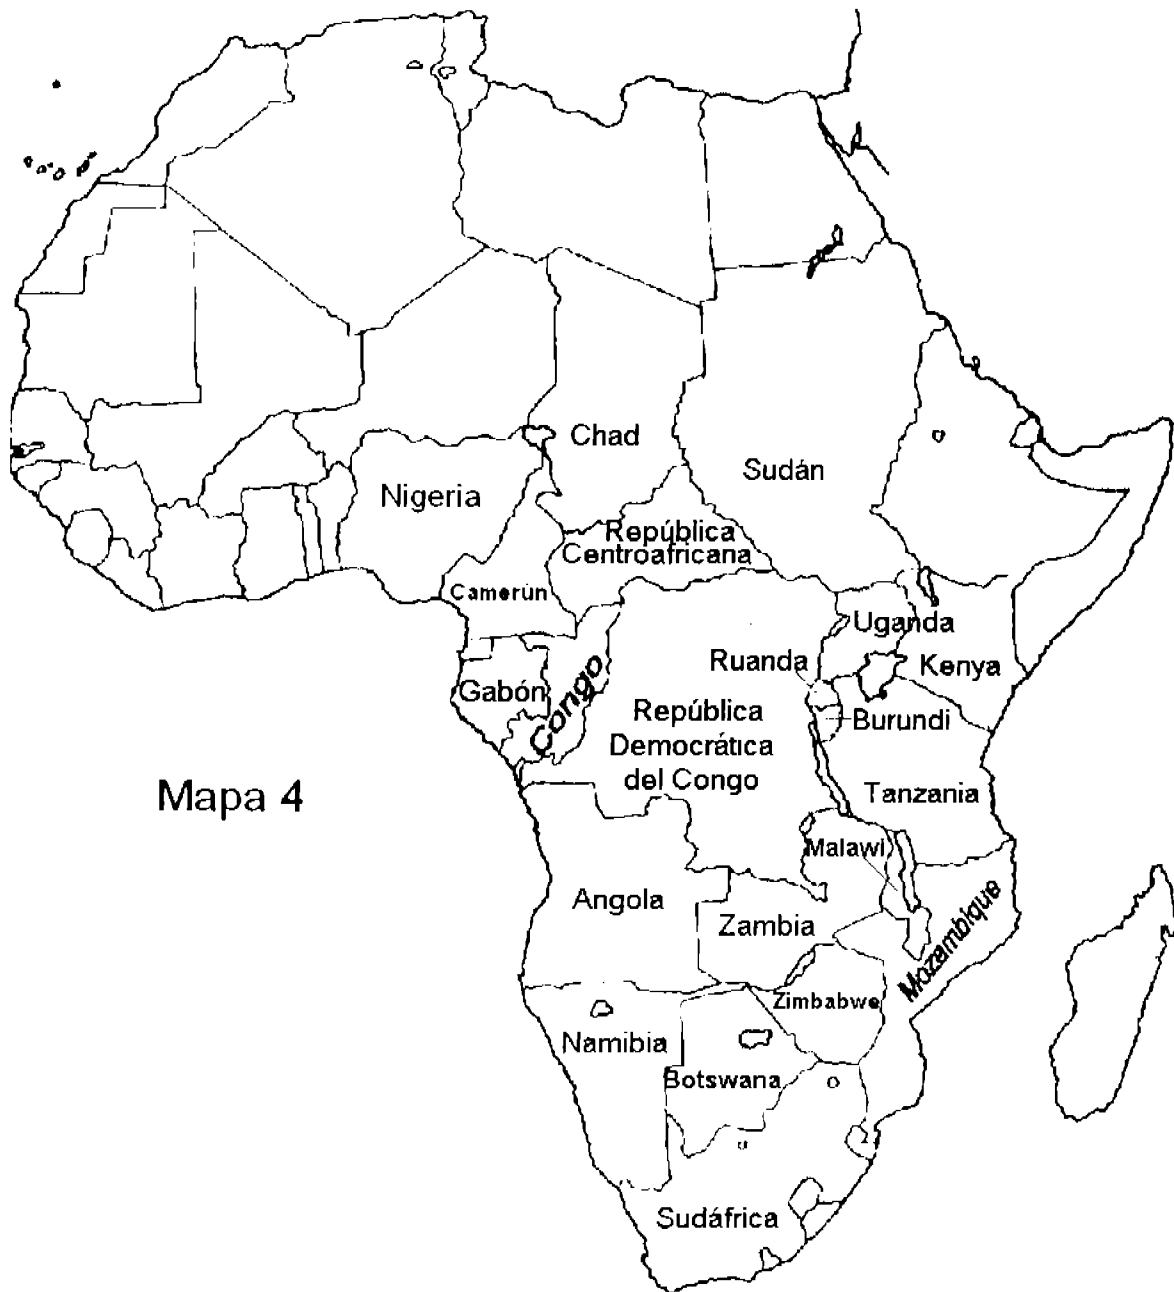 Chad
Sudán
Nigeria
República
Centroafricana
Camerún
Uganda
Ruanda
Kenya
Gabón
Congo
República
Democrática
del Congo
Burundi
Mapa 4
Tanzania
Malawi
Angola
Zambia
Mozambique
Zimbabwe
Namibia
Botswana
Sudáfrica